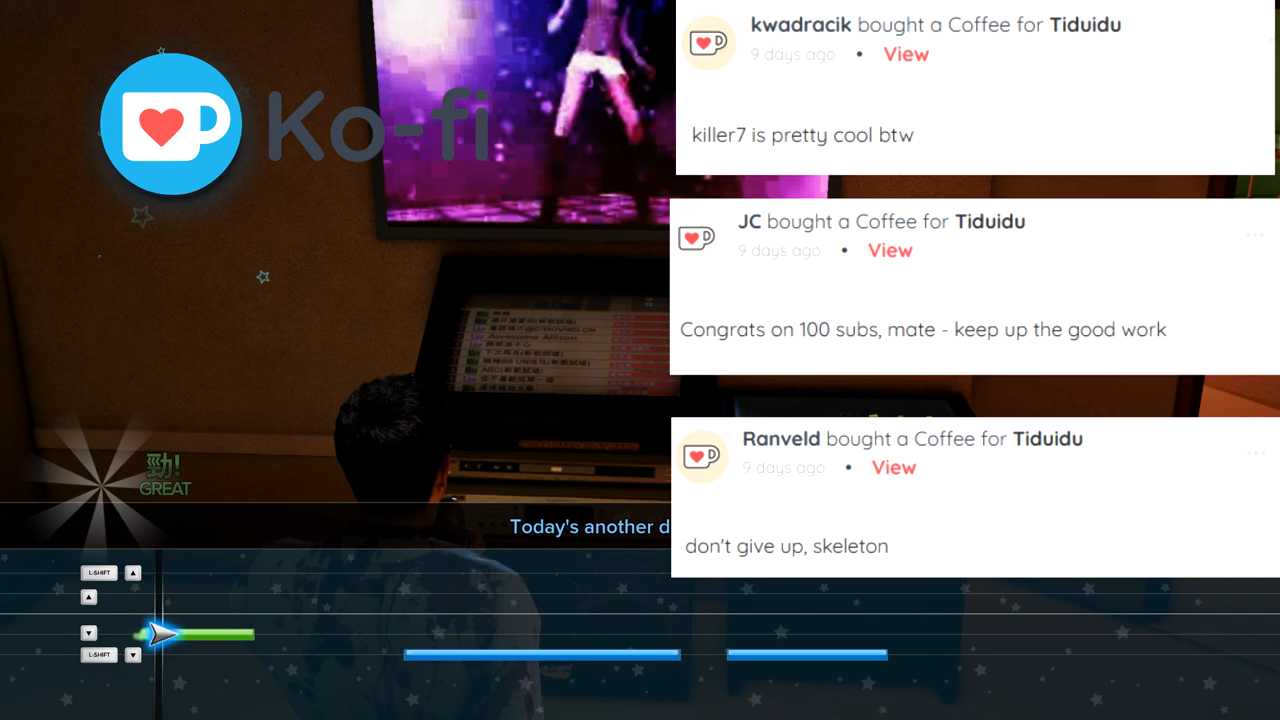 Ko-fi
kwadracik bought a Coffee for Tiduidu
9 days ago • View
killer7 is pretty cool btw
JC bought a Coffee for Tiduidu
9 days ago • View
Congrats on 100 subs, mate - keep up the good work
Awesome Allison
Ranveld bought a Coffee for Tiduidu
9 days ago • View
don't give up, skeleton
勁!
GREAT
Today's another d
L-SHIFT
L-SHIFT